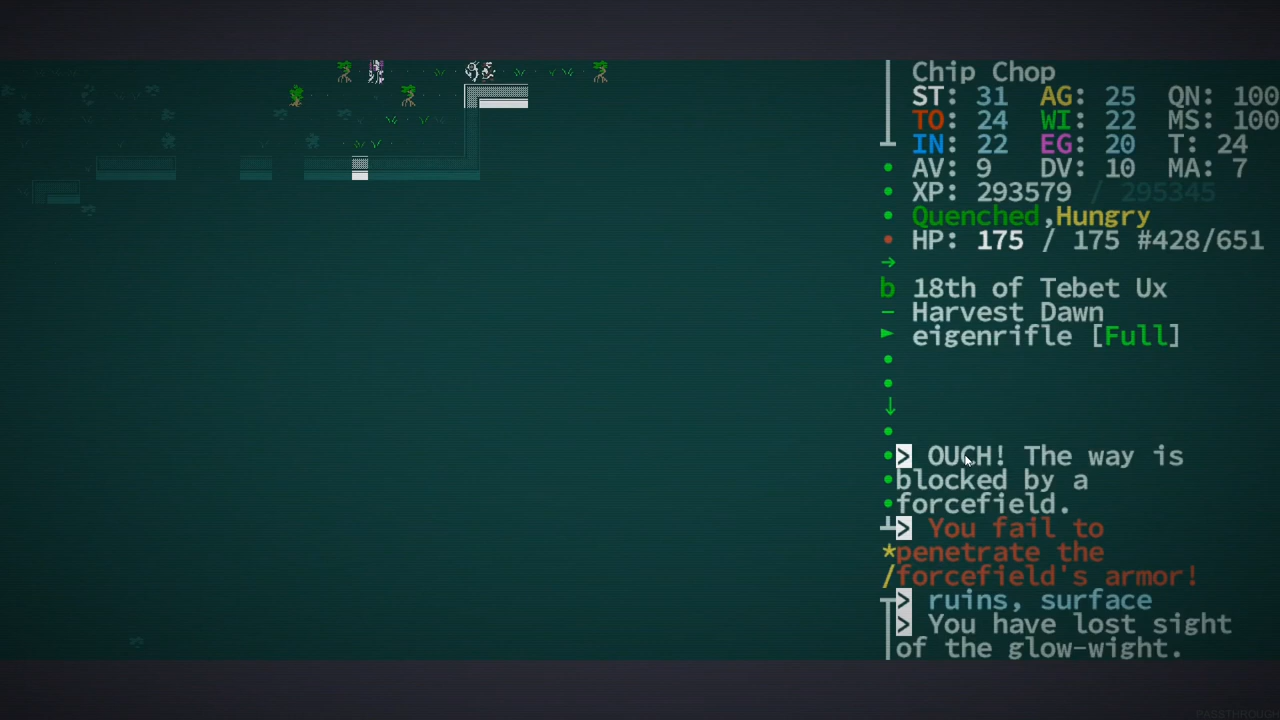 Chip Chop
ST: 31 AG: 25 QN: 100
TO: 24 WI: 22 MS: 100
IN: 22 EG: 20 T: 24
AV: 9 DV: 10 MA: 7
XP: 293579 / 295345
Quenched,Hungry
HP: 175 / 175 #428/651
b 18th of Tebet Ux
Harvest Dawn
eigenrifle [Full]
> OUCH! The way is
blocked by a
forcefield.
> You fail to
*penetrate the
/forcefield's armor!
> ruins, surface
> You have lost sight
of the glow-wight.